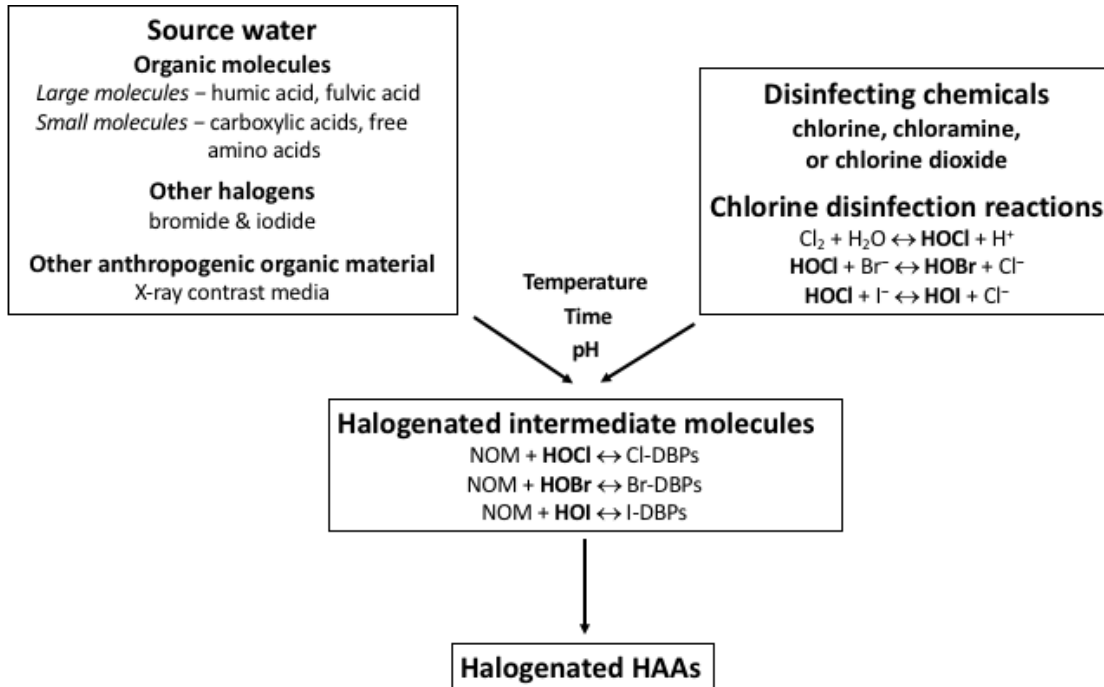 Source water
Organic molecules
Large molecules – humic acid, fulvic acid
Small molecules – carboxylic acids, free
amino acids
Other halogens
bromide & iodide
Other anthropogenic organic material
X-ray contrast media
Disinfecting chemicals
chlorine, chloramine,
or chlorine dioxide
Chlorine disinfection reactions
Cl₂ + H₂O ↔ HOCl + H⁺
HOCl + Br⁻ ↔ HOBr + Cl⁻
HOCl + I⁻ ↔ HOI + Cl⁻
Temperature
Time
pH
Halogenated intermediate molecules
NOM + HOCl ↔ Cl-DBPs
NOM + HOBr ↔ Br-DBPs
NOM + HOI ↔ I-DBPs
Halogenated HAAs